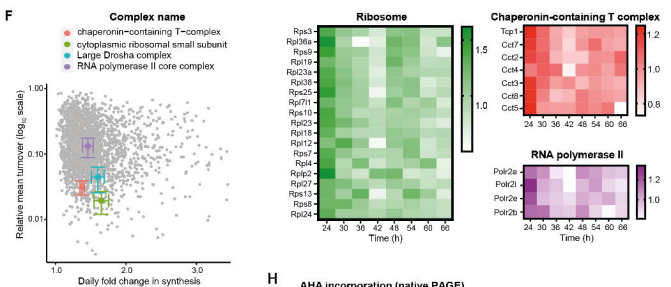 F
Complex name
chaperonin−containing T−complex
cytoplasmic ribosomal small subunit
Large Drosha complex
RNA polymerase II core complex
Relative mean turnover (log10 scale)
1.00
0.10
0.01
1.0 2.0 3.0
Daily fold change in synthesis
Ribosome
Rps3
Rpl36a
Rps9
Rpl19
Rpl23a
Rpl38
Rps25
Rpl7l1
Rps10
Rpl23
Rpl18
Rpl12
Rps7
Rpl4
Rplp2
Rpl27
Rps13
Rps8
Rpl24
24 30 36 42 48 54 60 66
Time (h)
1.5
1.0
Chaperonin-containing T complex
Tcp1
Cct7
Cct2
Cct4
Cct3
Cct8
Cct5
24 30 36 42 48 54 60 66
1.2
1.0
0.8
RNA polymerase II
Polr2a
Polr2l
Polr2e
Polr2b
24 30 36 42 48 54 60 66
Time (h)
1.2
1.0
H
AHA incorporation (native PAGE)